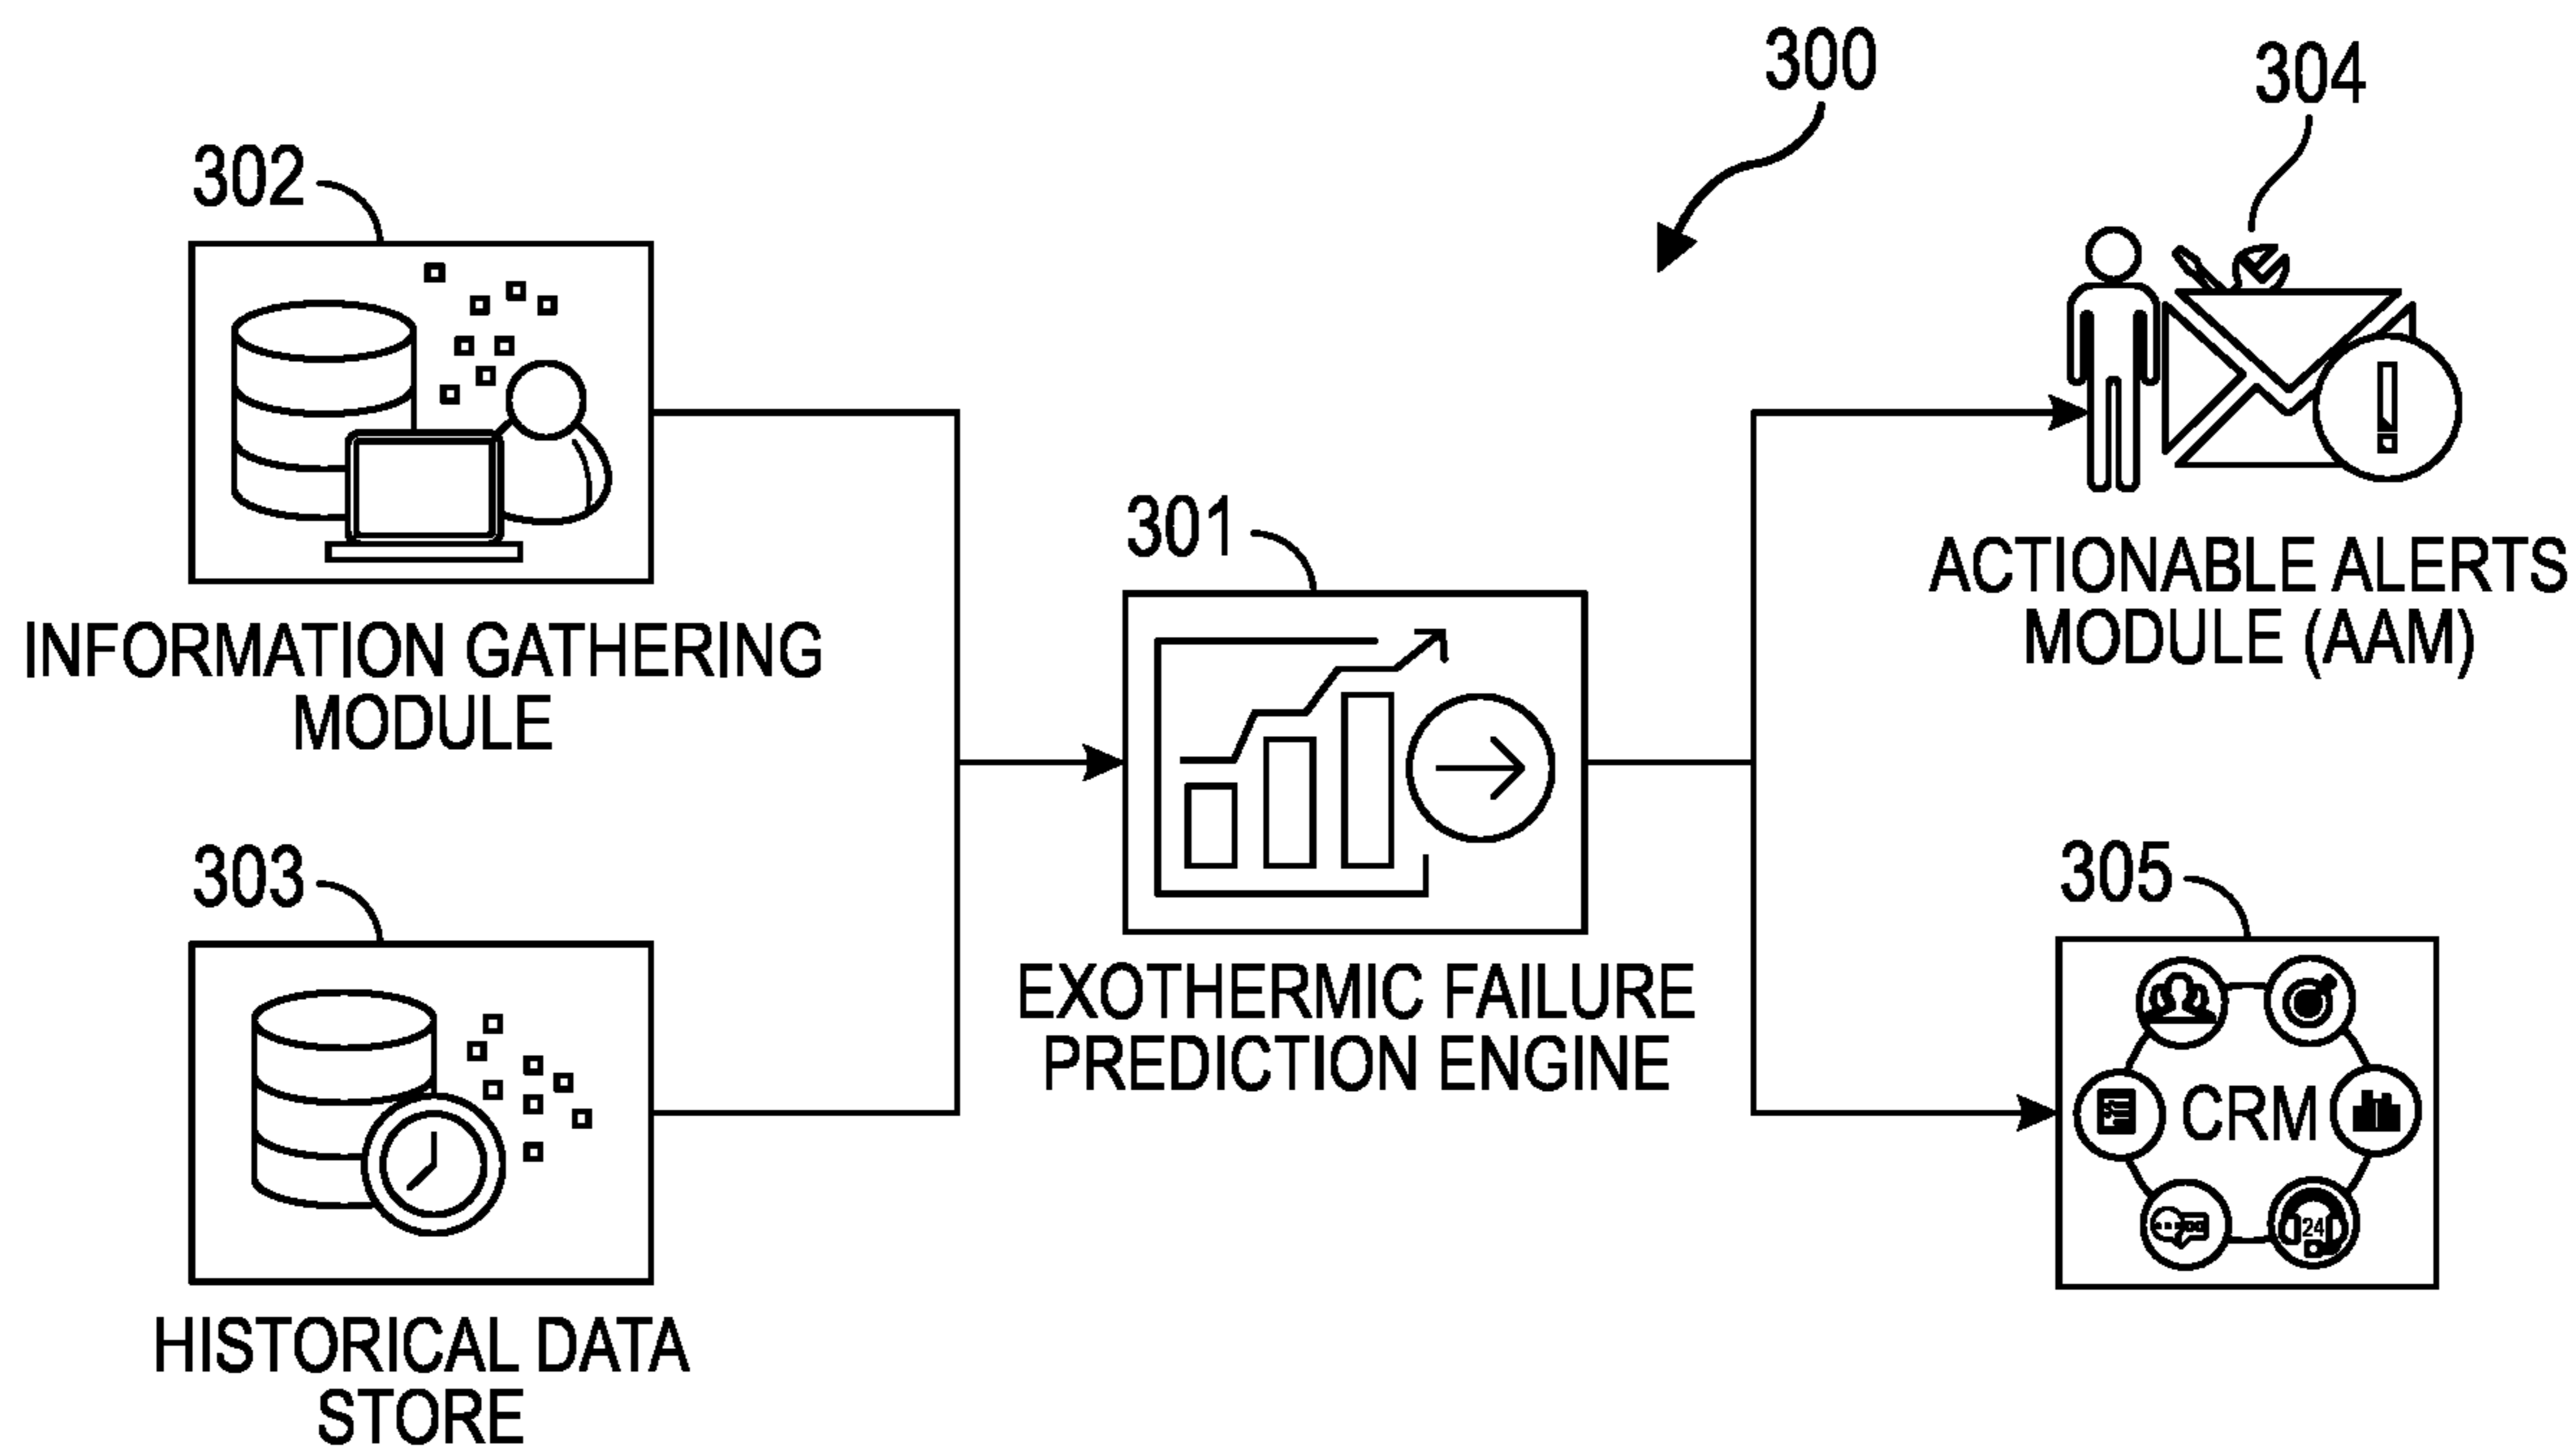 300
304
302
INFORMATION GATHERING
MODULE
301
EXOTHERMIC FAILURE
PREDICTION ENGINE
ACTIONABLE ALERTS
MODULE (AAM)
303
HISTORICAL DATA
STORE
305
CRM
24